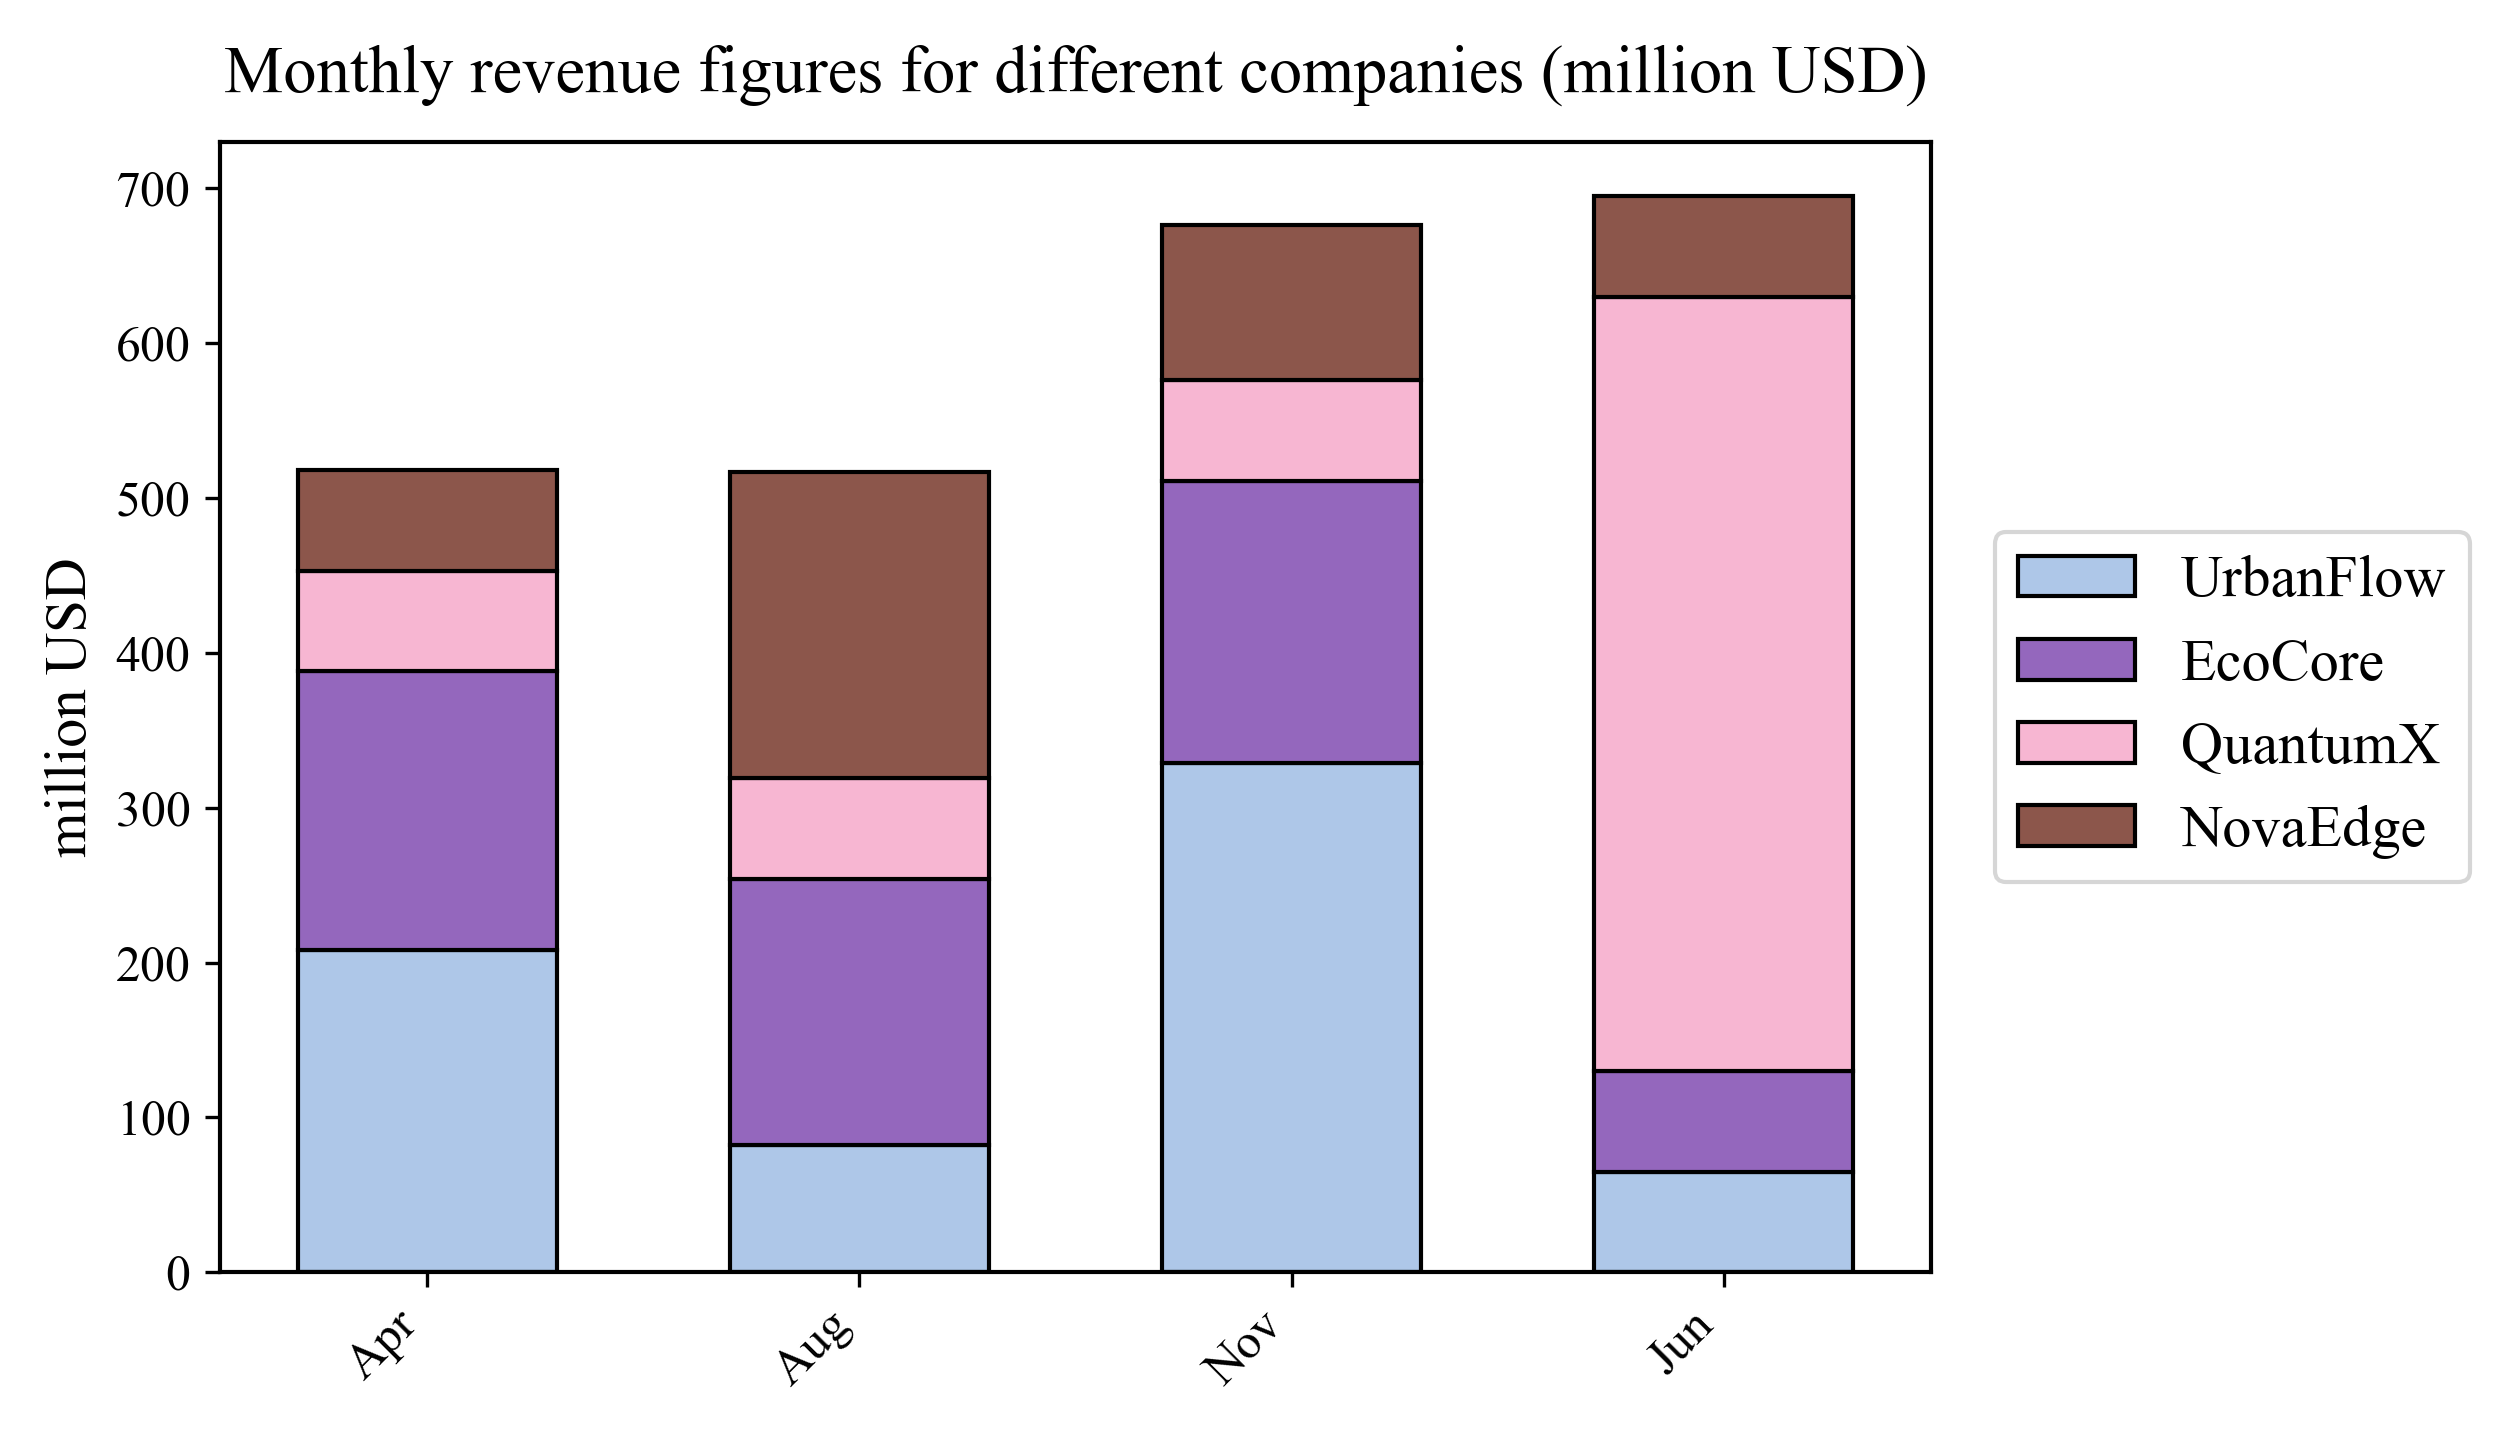 Monthly revenue figures for different companies (million USD)
million USD
700
600
500
400
300
200
100
0
Apr
Aug
Nov
Jun
UrbanFlow
EcoCore
QuantumX
NovaEdge